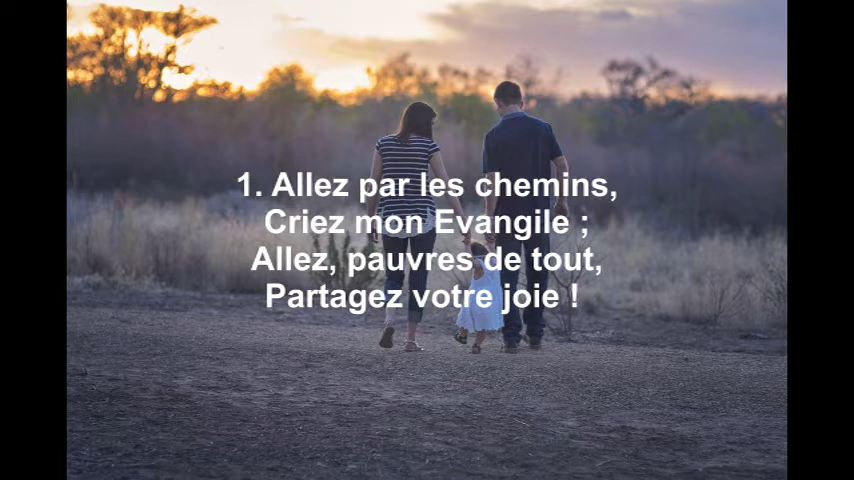 1. Allez par les chemins,
Criez mon Evangile ;
Allez, pauvres de tout,
Partagez votre joie !